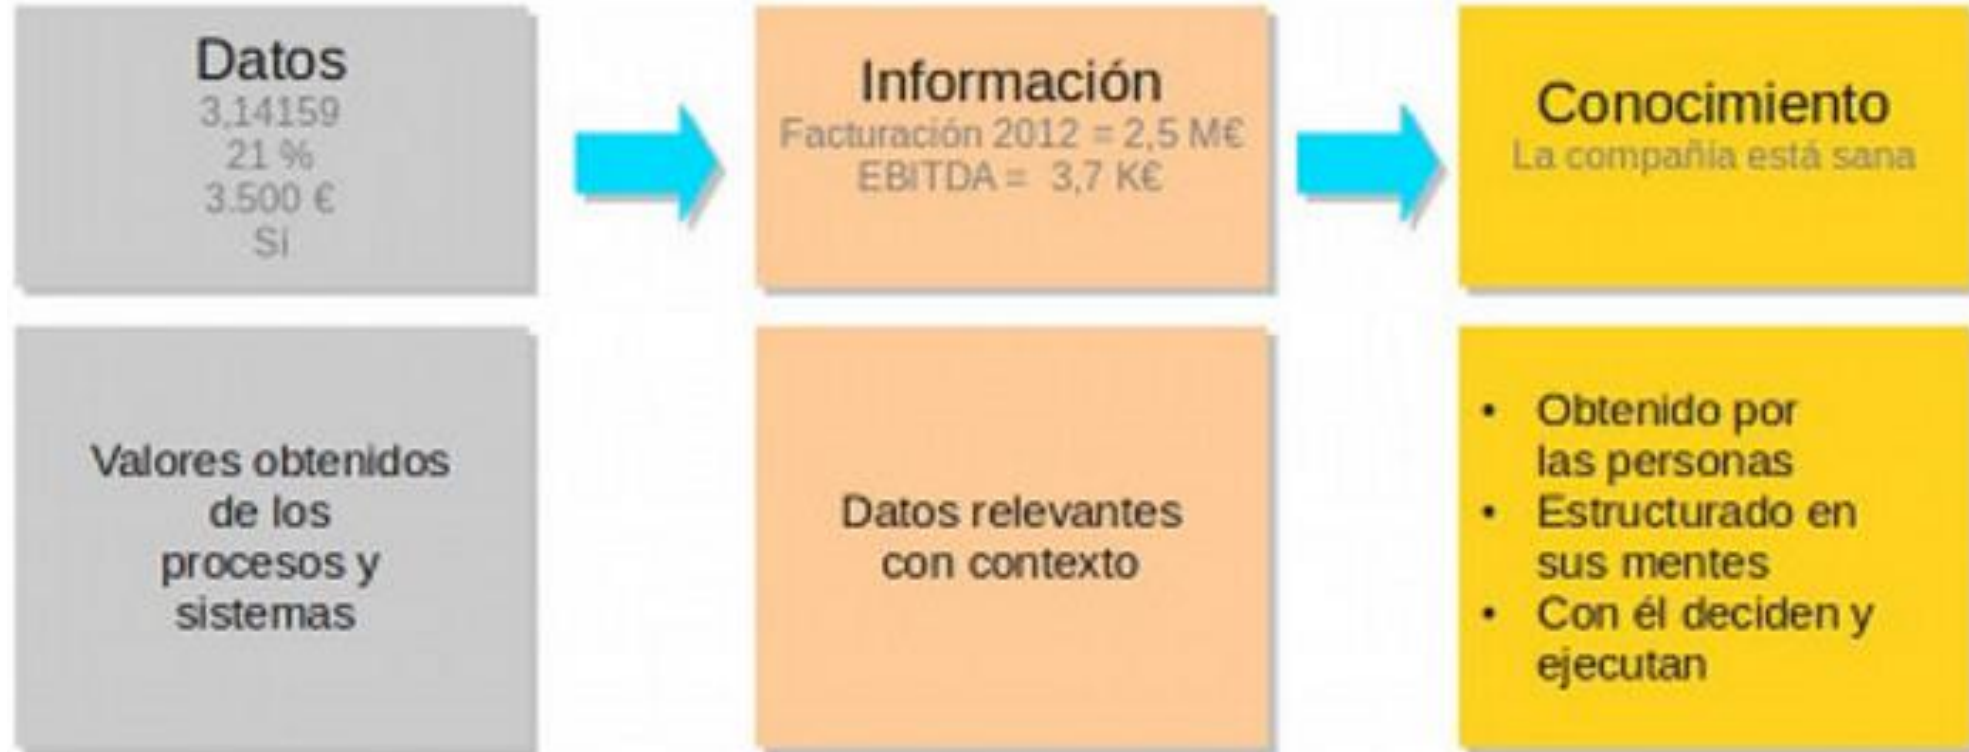 Datos
3,14159
21 %
3.500 €
Si
Información
Facturación 2012 = 2,5 M€
EBITDA = 3,7 K€
Conocimiento
La compañia está sana
Valores obtenidos
de los
procesos y
sistemas
Datos relevantes
con contexto
• Obtenido por
las personas
• Estructurado en
sus mentes
• Con él deciden y
ejecutan